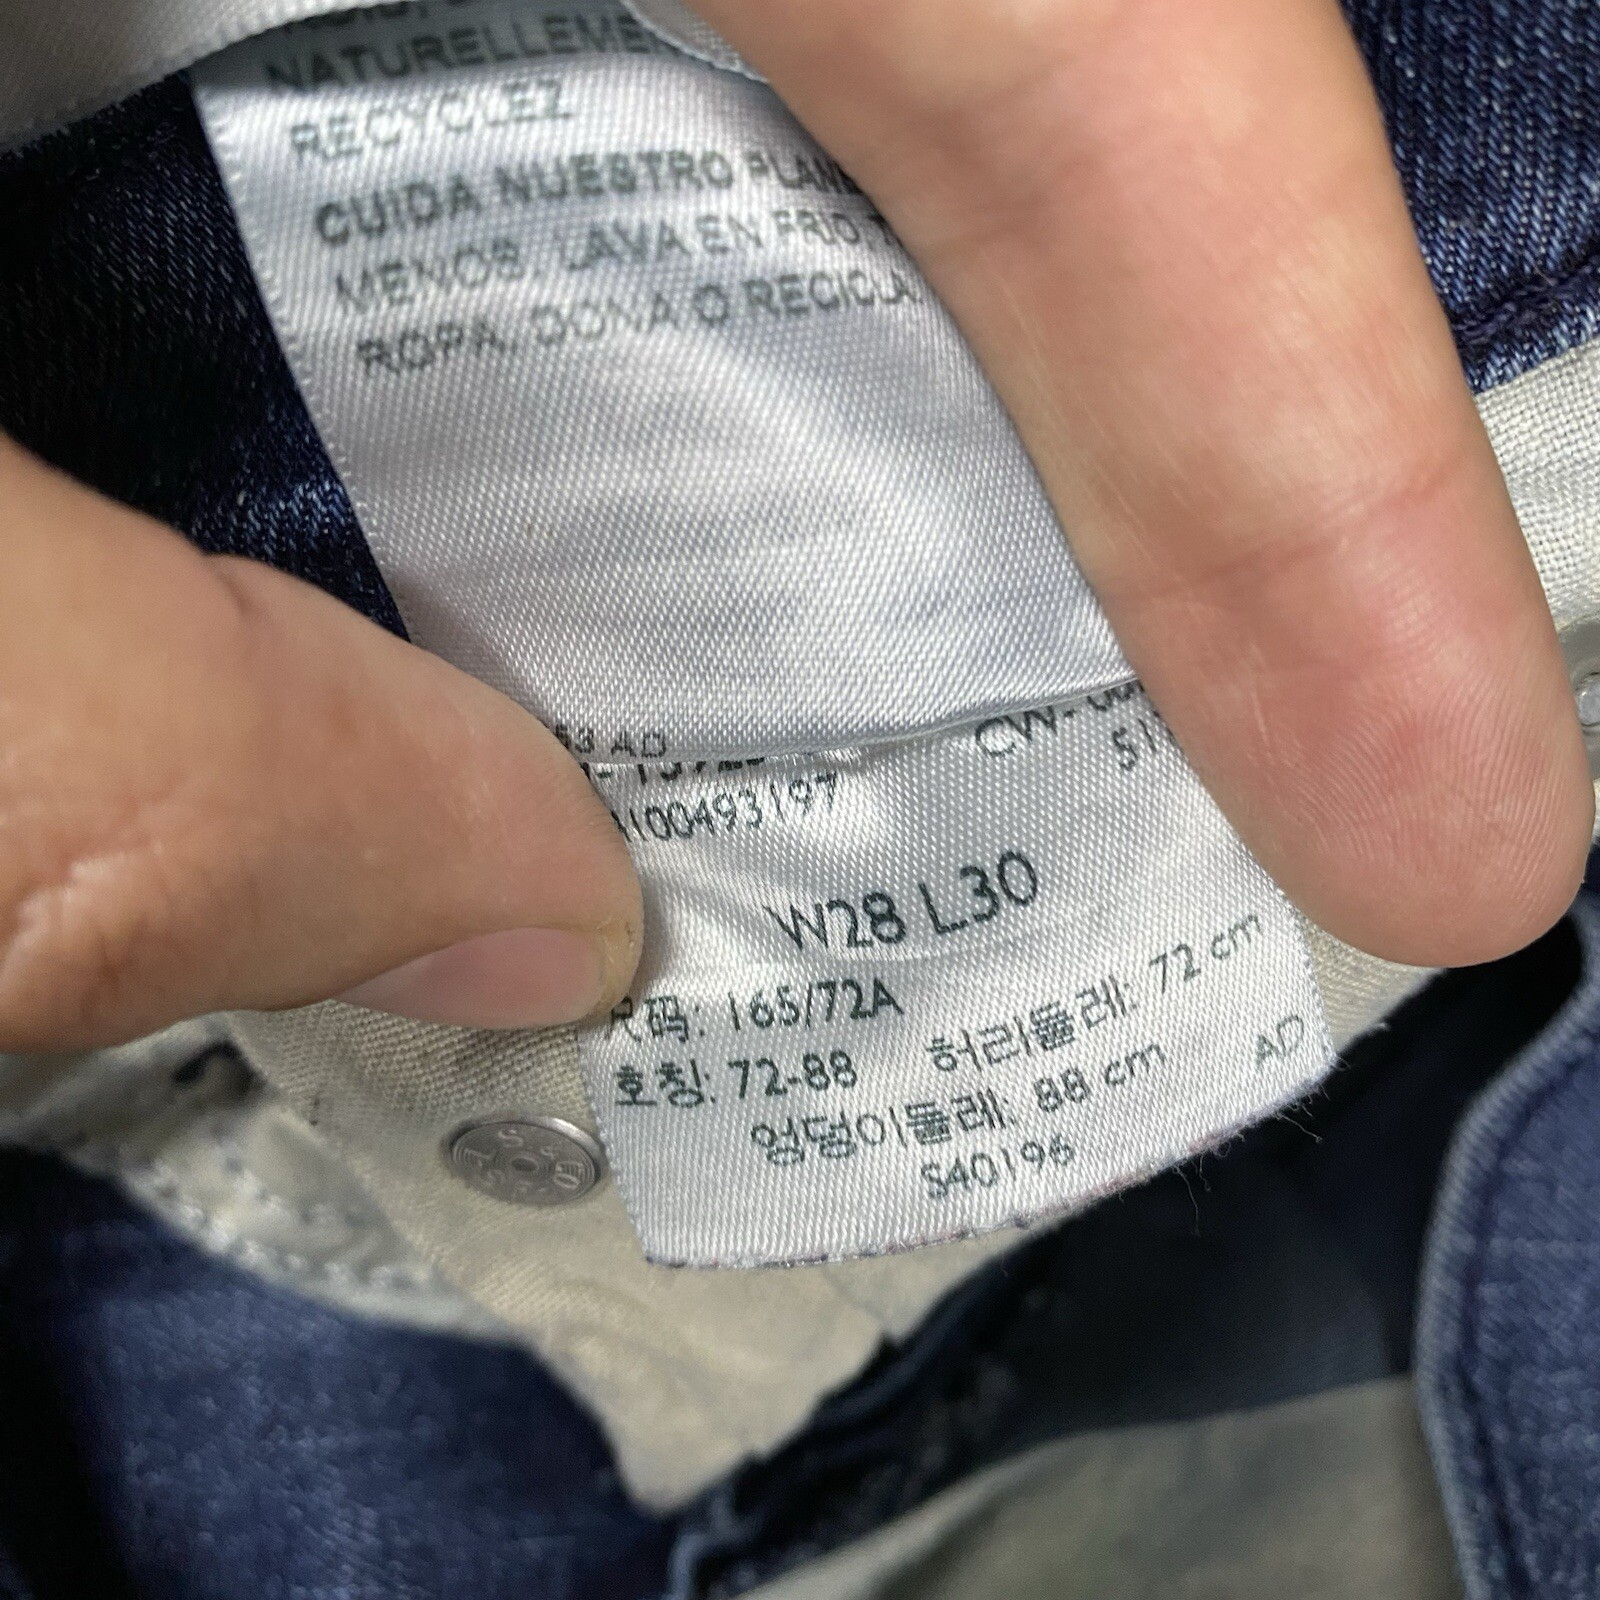 NATURELLEME
RECYCLEZ
CUIDA NUESTRO PLANE
MENOS, LAVA EN FRIO,
ROPA, DONA O RECICLA
AD
100493197
CW-
W28 L30
尺码: 165/72A
호칭: 72-88 허리둘레: 72 cm
엉덩이둘레: 88 cm AD
S40196